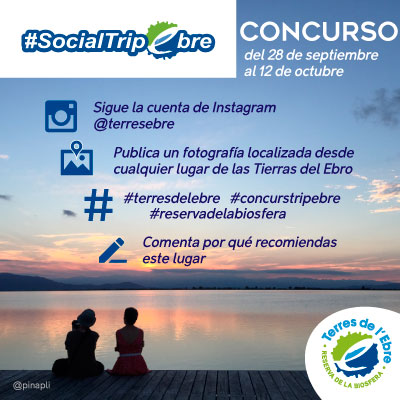 #SocialTripEbre
CONCURSO
del 28 de septiembre
al 12 de octubre
Sigue la cuenta de Instagram
@terresebre
Publica un fotografía localizada desde
cualquier lugar de las Tierras del Ebro
#terresdelebre #concurstripebre
#reservadelabiosfera
Comenta por qué recomiendas
este lugar
Terres de l'Ebre
RESERVA DE LA BIOSFERA
@pinapli